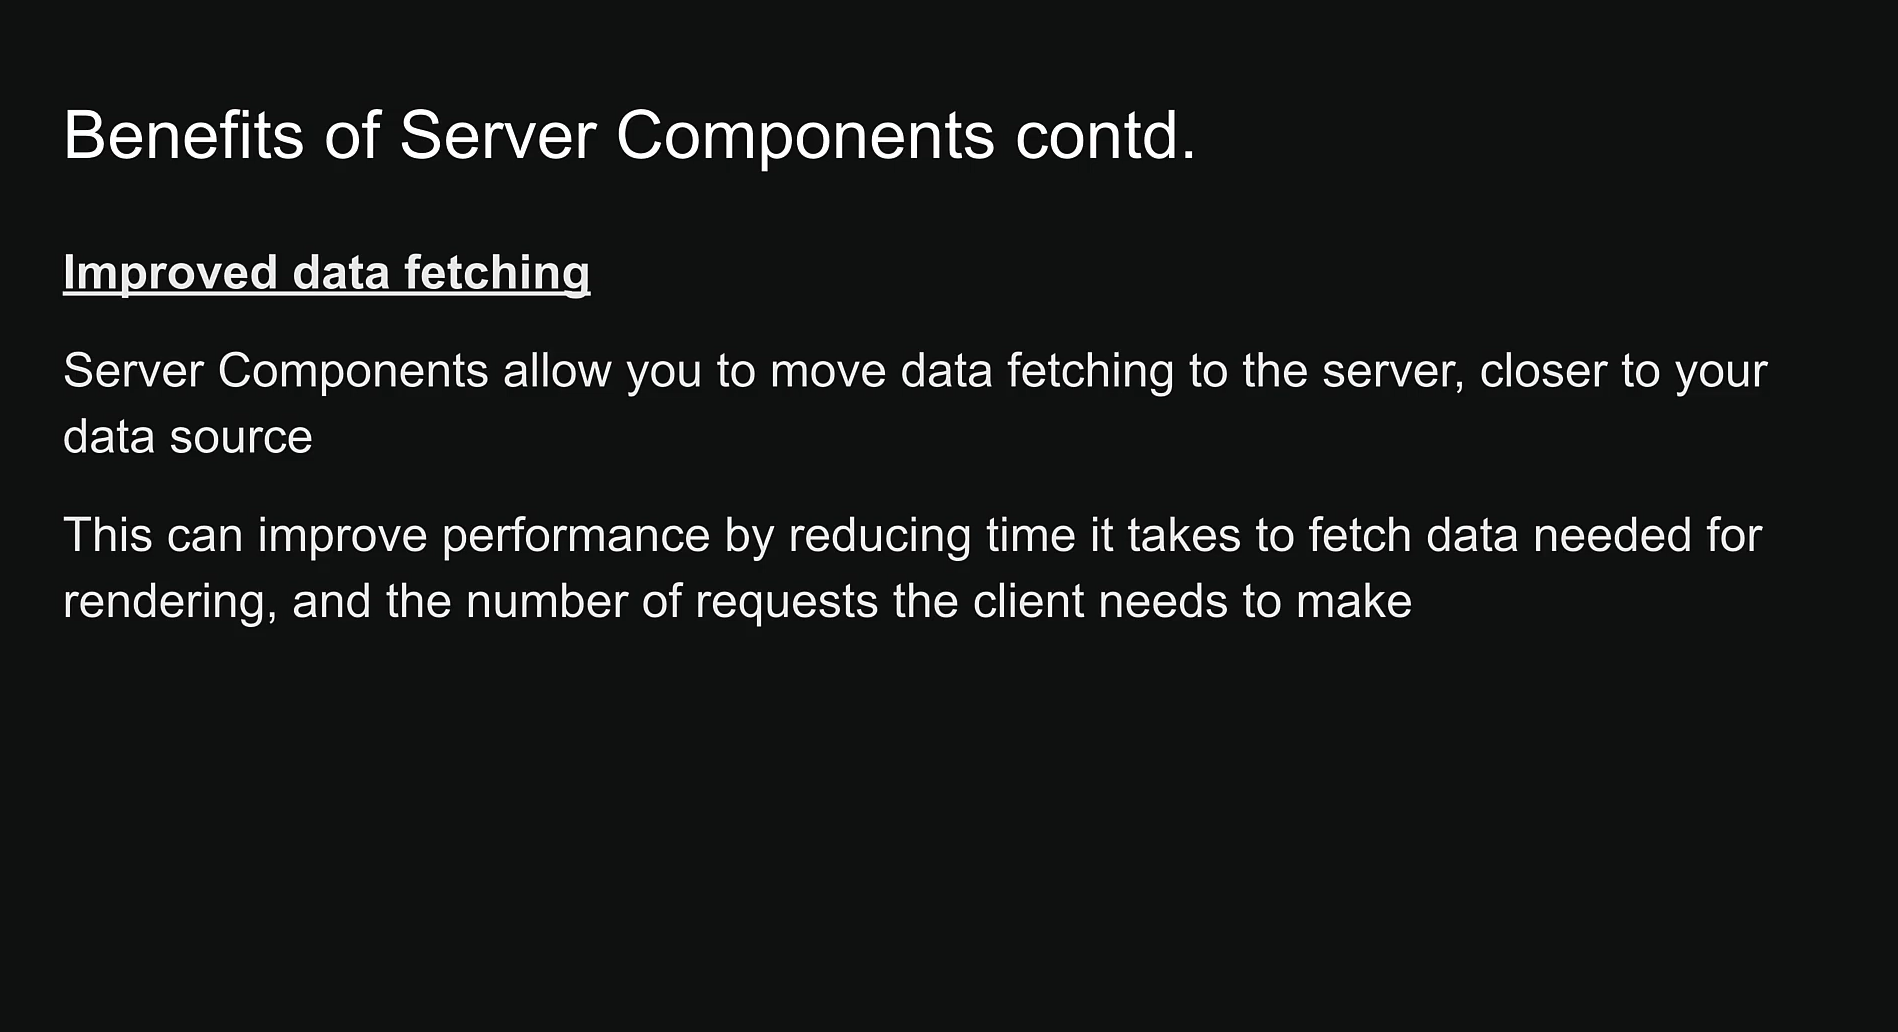 Benefits of Server Components contd.
Improved data fetching
Server Components allow you to move data fetching to the server, closer to your
data source
This can improve performance by reducing time it takes to fetch data needed for
rendering, and the number of requests the client needs to make